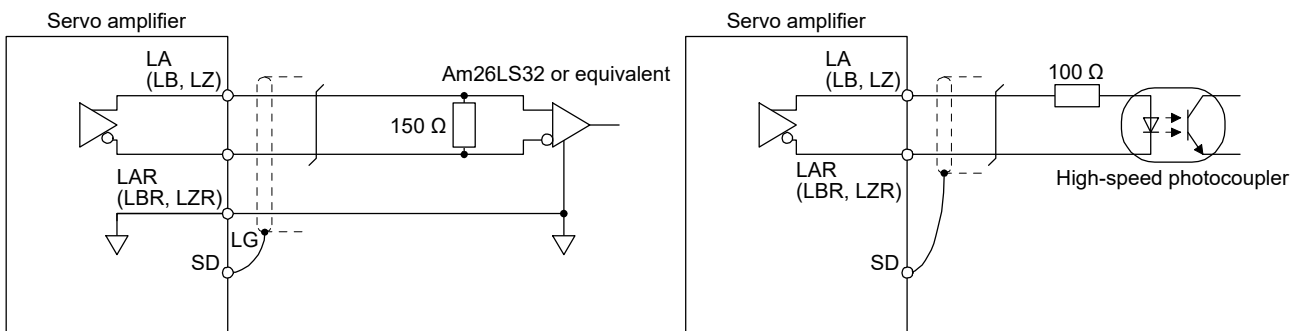 Servo amplifier
LA
(LB, LZ)
Am26LS32 or equivalent
150 Ω
LAR
(LBR, LZR)
LG
SD
Servo amplifier
LA
(LB, LZ)
100 Ω
LAR
(LBR, LZR)
High-speed photocoupler
SD